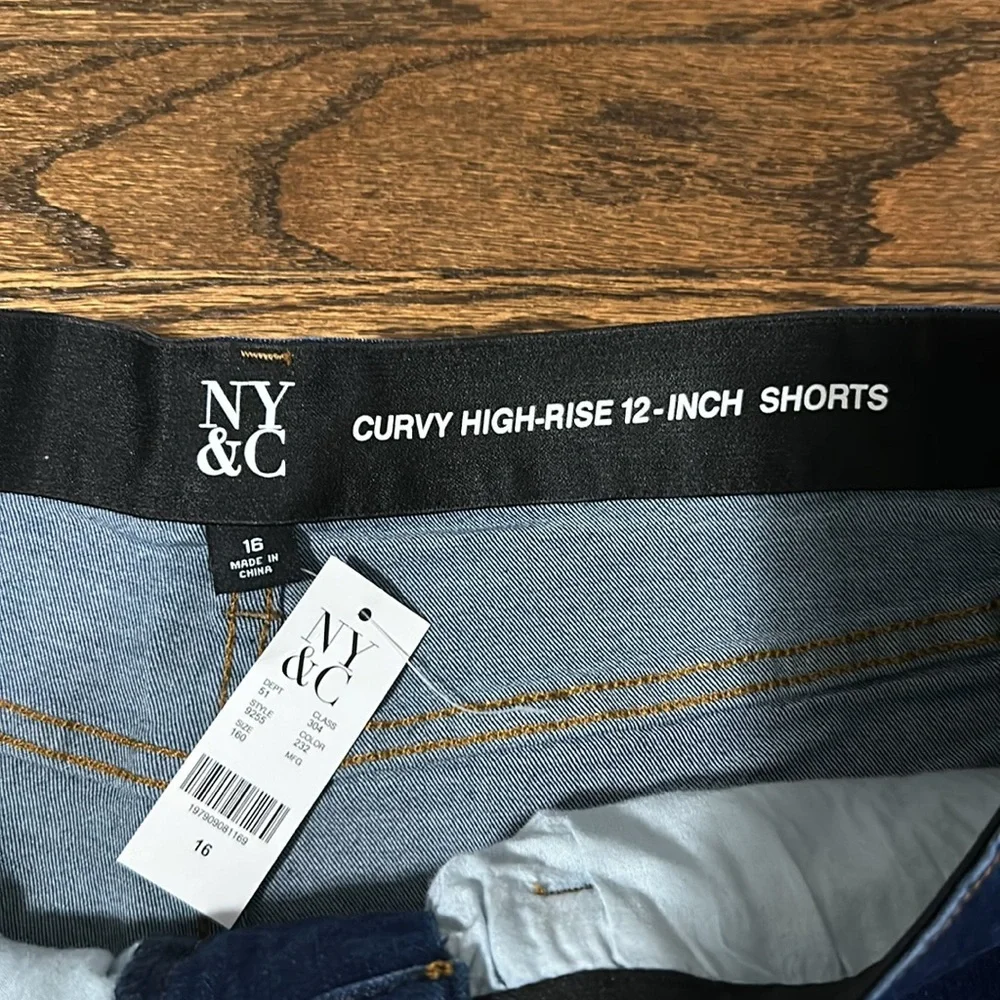 NY
&C
CURVY HIGH-RISE 12-INCH SHORTS
16
MADE IN
CHINA
NY
&C
DEPT
51
CLASS
304
STYLE
9255
COLOR
232
SIZE
160
MFG
197909081169
16